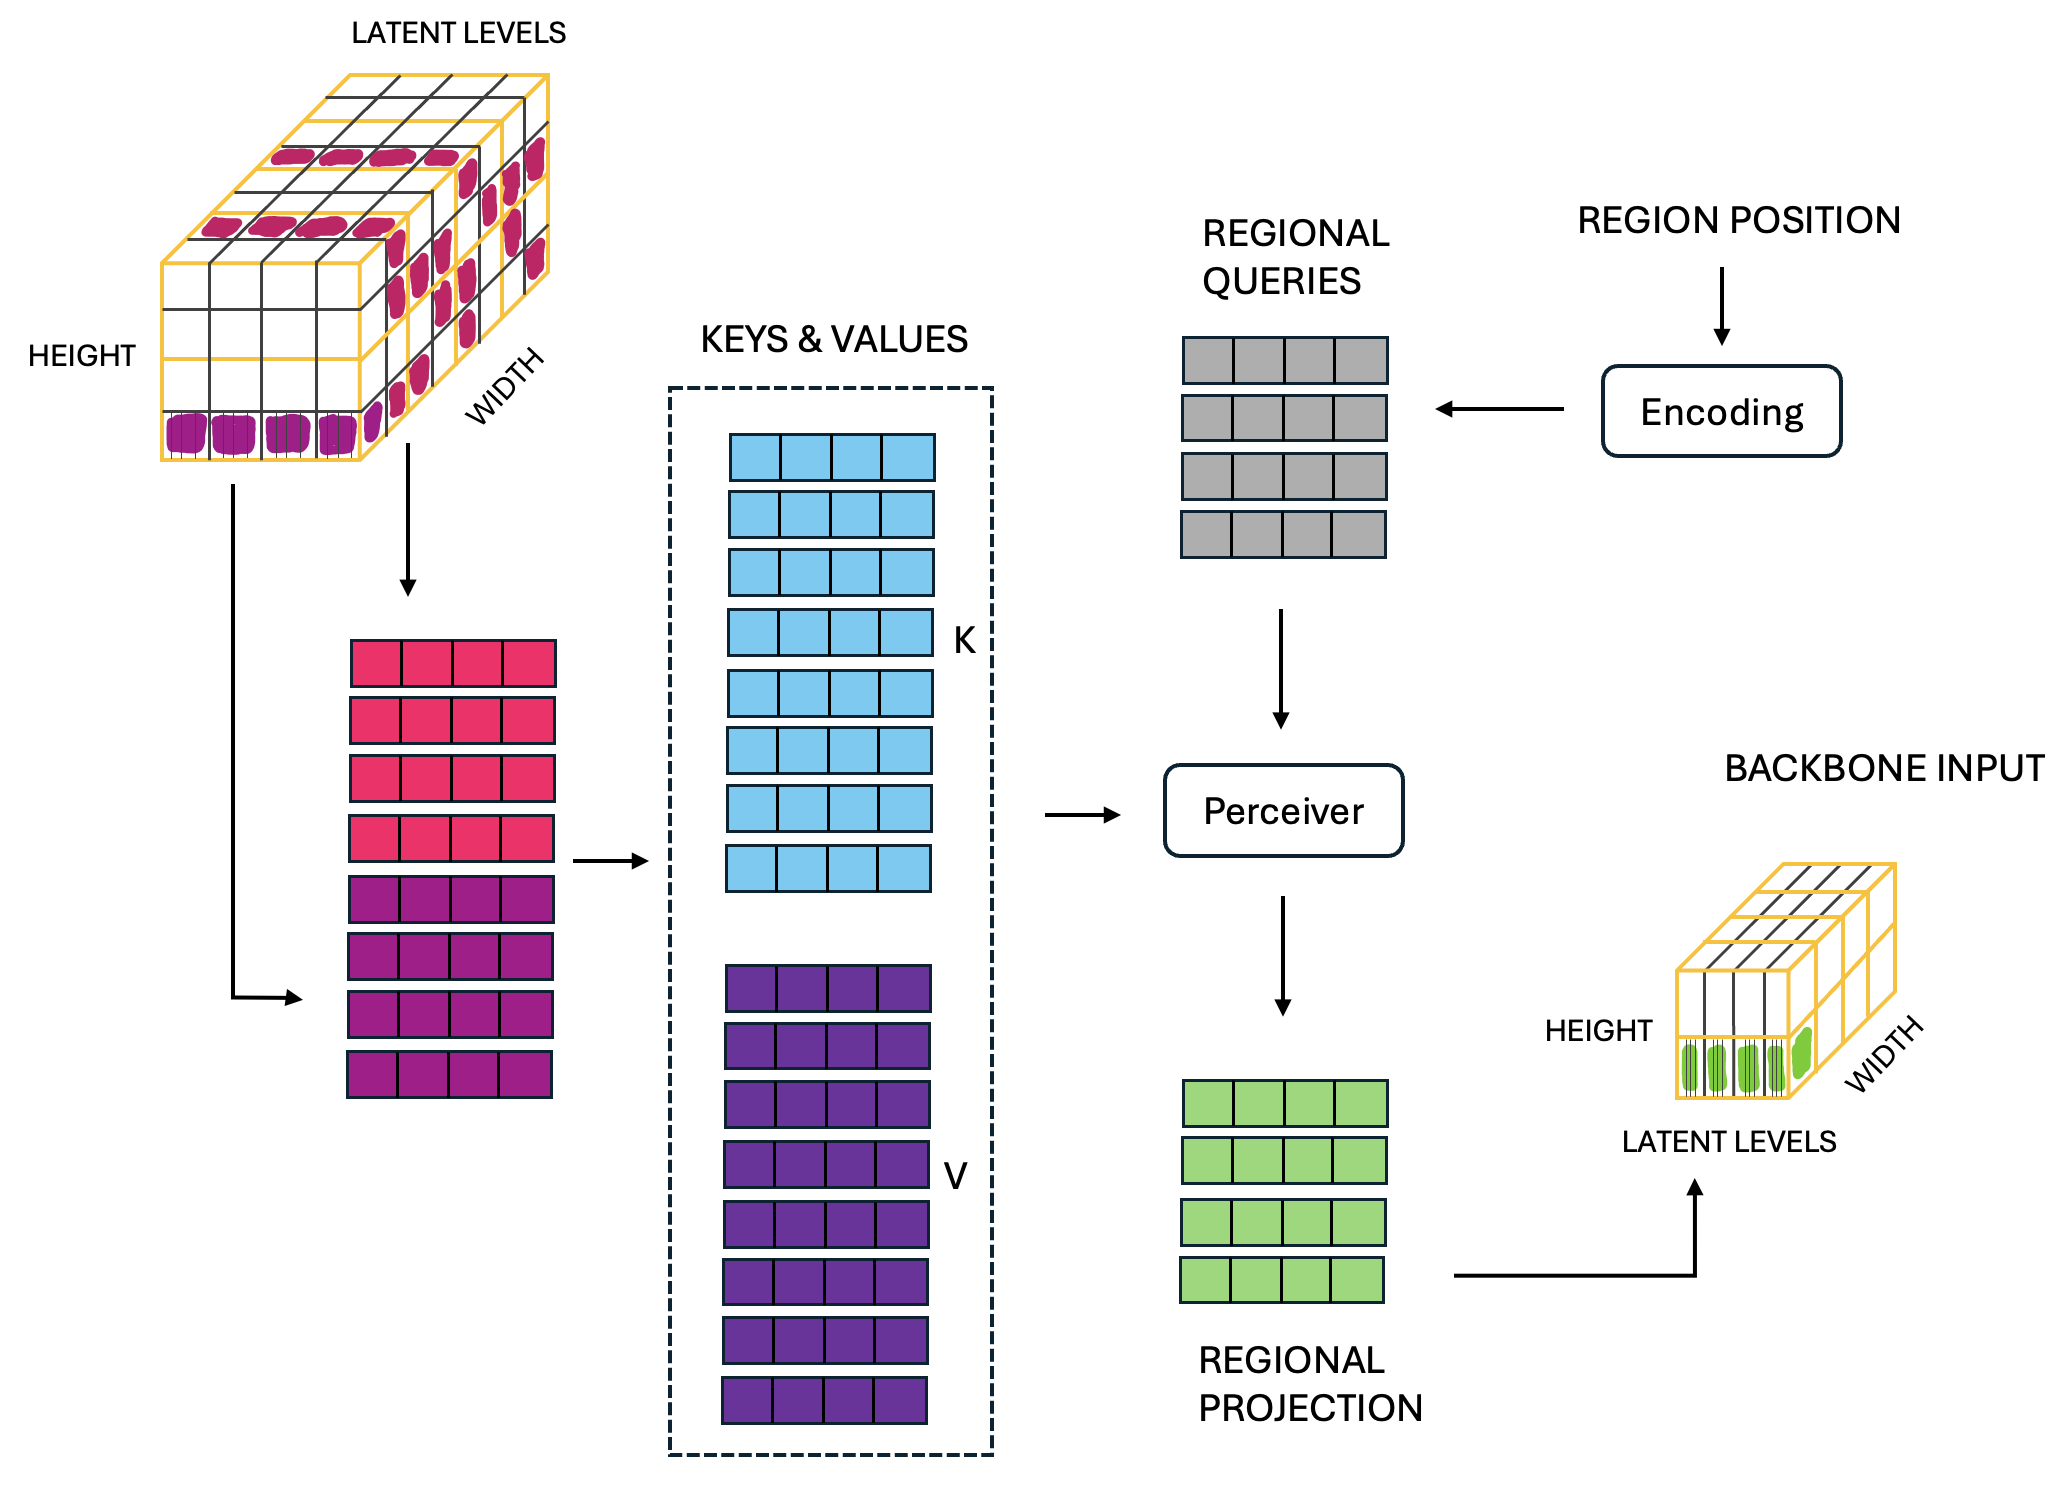 LATENT LEVELS
HEIGHT
WIDTH
KEYS & VALUES
K
V
REGIONAL
QUERIES
REGION POSITION
Encoding
Perceiver
REGIONAL
PROJECTION
BACKBONE INPUT
HEIGHT
WIDTH
LATENT LEVELS